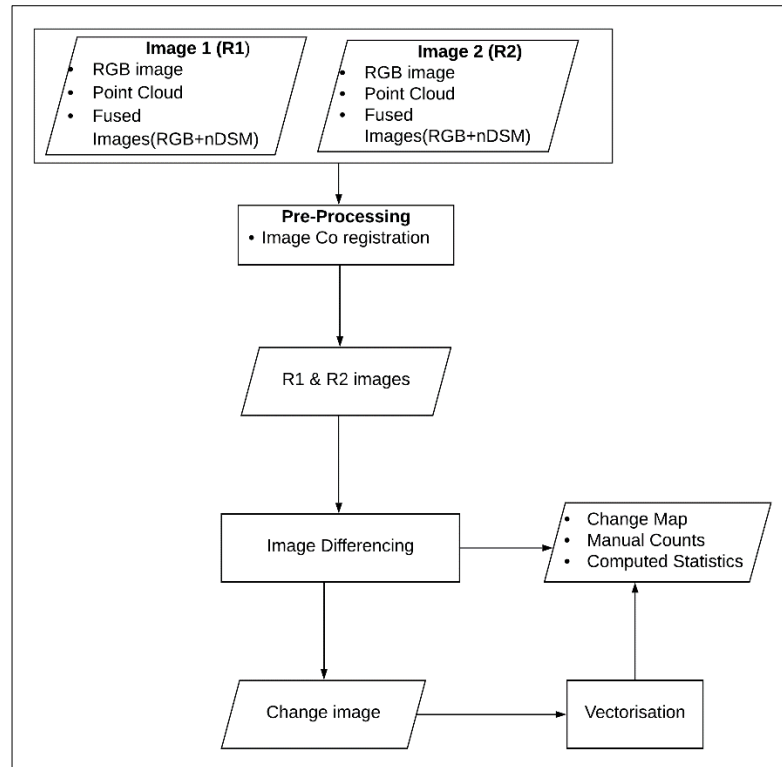 Image 1 (R1)
• RGB image
• Point Cloud
• Fused
Images(RGB+nDSM)
Image 2 (R2)
• RGB image
• Point Cloud
• Fused
Images(RGB+nDSM)
Pre-Processing
• Image Co registration
R1 & R2 images
Image Differencing
• Change Map
• Manual Counts
• Computed Statistics
Change image
Vectorisation